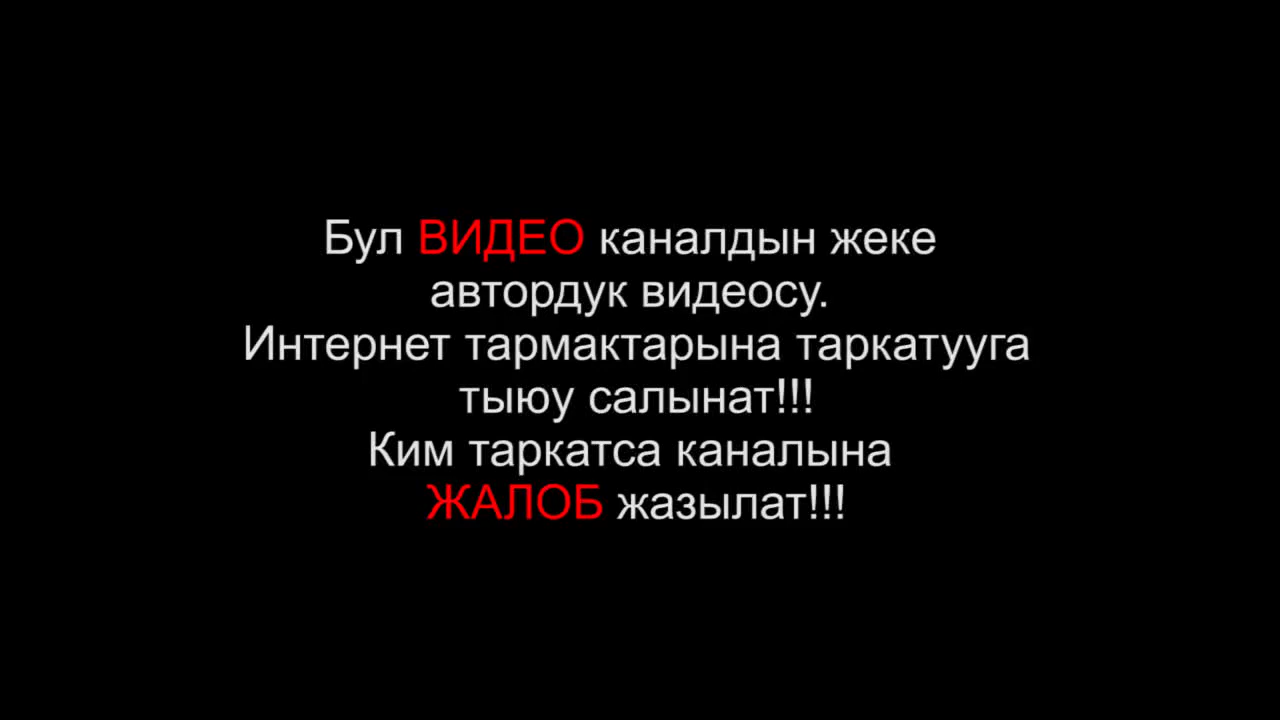 Бул ВИДЕО каналдын жеке
автордук видеосу.
Интернет тармактарына таркатууга
тыюу салынат!!!
Ким таркатса каналына
ЖАЛОБ жазылат!!!